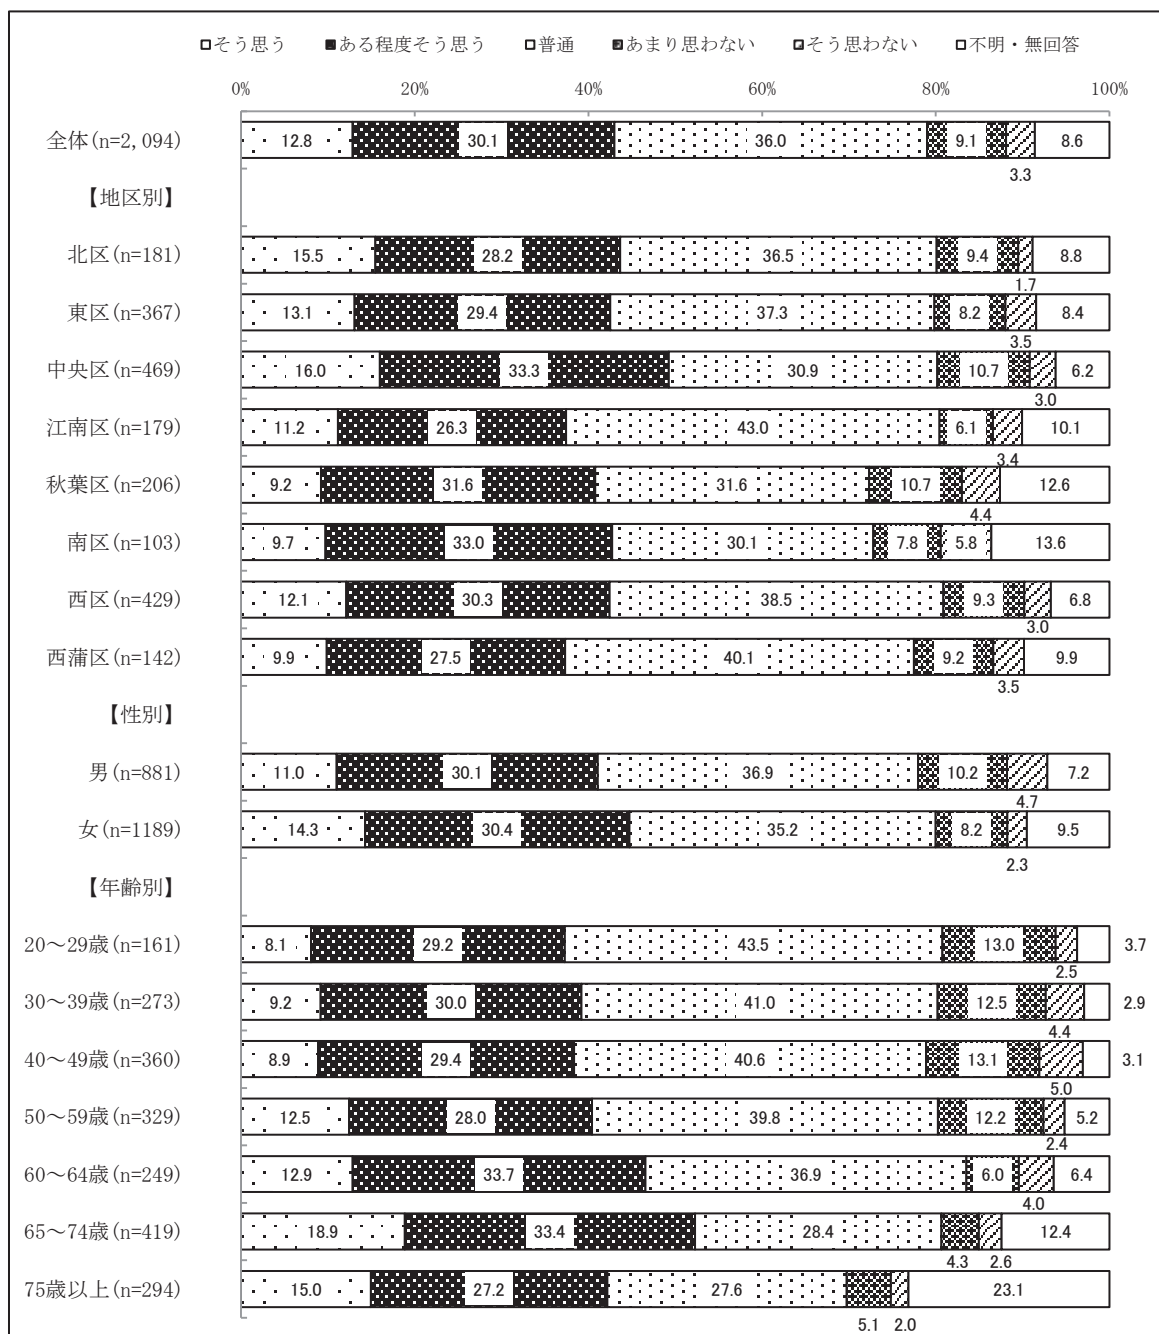 □そう思う ■ある程度そう思う □普通 ■あまり思わない □そう思わない □不明・無回答
0% 20% 40% 60% 80% 100%
全体(n=2,094) 12.8 30.1 36.0 9.1 3.3 8.6
【地区別】
北区(n=181) 15.5 28.2 36.5 9.4 1.7 8.8
東区(n=367) 13.1 29.4 37.3 8.2 3.5 8.4
中央区(n=469) 16.0 33.3 30.9 10.7 3.0 6.2
江南区(n=179) 11.2 26.3 43.0 6.1 3.4 10.1
秋葉区(n=206) 9.2 31.6 31.6 10.7 4.4 12.6
南区(n=103) 9.7 33.0 30.1 7.8 5.8 13.6
西区(n=429) 12.1 30.3 38.5 9.3 3.0 6.8
西蒲区(n=142) 9.9 27.5 40.1 9.2 3.5 9.9
【性別】
男(n=881) 11.0 30.1 36.9 10.2 4.7 7.2
女(n=1189) 14.3 30.4 35.2 8.2 2.3 9.5
【年齢別】
20～29歳(n=161) 8.1 29.2 43.5 13.0 2.5 3.7
30～39歳(n=273) 9.2 30.0 41.0 12.5 4.4 2.9
40～49歳(n=360) 8.9 29.4 40.6 13.1 5.0 3.1
50～59歳(n=329) 12.5 28.0 39.8 12.2 2.4 5.2
60～64歳(n=249) 12.9 33.7 36.9 6.0 4.0 6.4
65～74歳(n=419) 18.9 33.4 28.4 4.3 2.6 12.4
75歳以上(n=294) 15.0 27.2 27.6 5.1 2.0 23.1